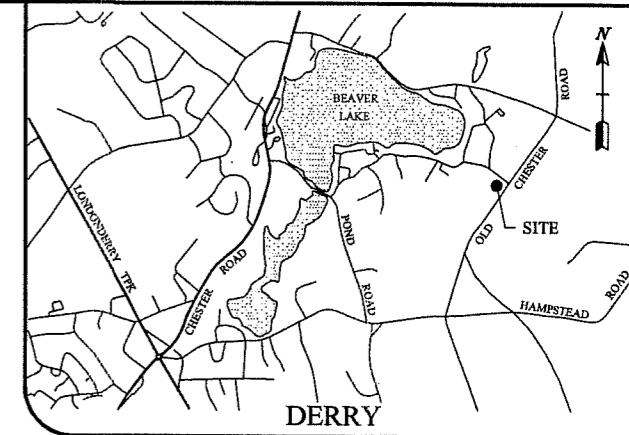 N
BEAVER
LAKE
ROAD
OLD CHESTER
SITE
LONDONDERRY TPK
CHESTER ROAD
POND ROAD
HAMPSTEAD ROAD
DERRY